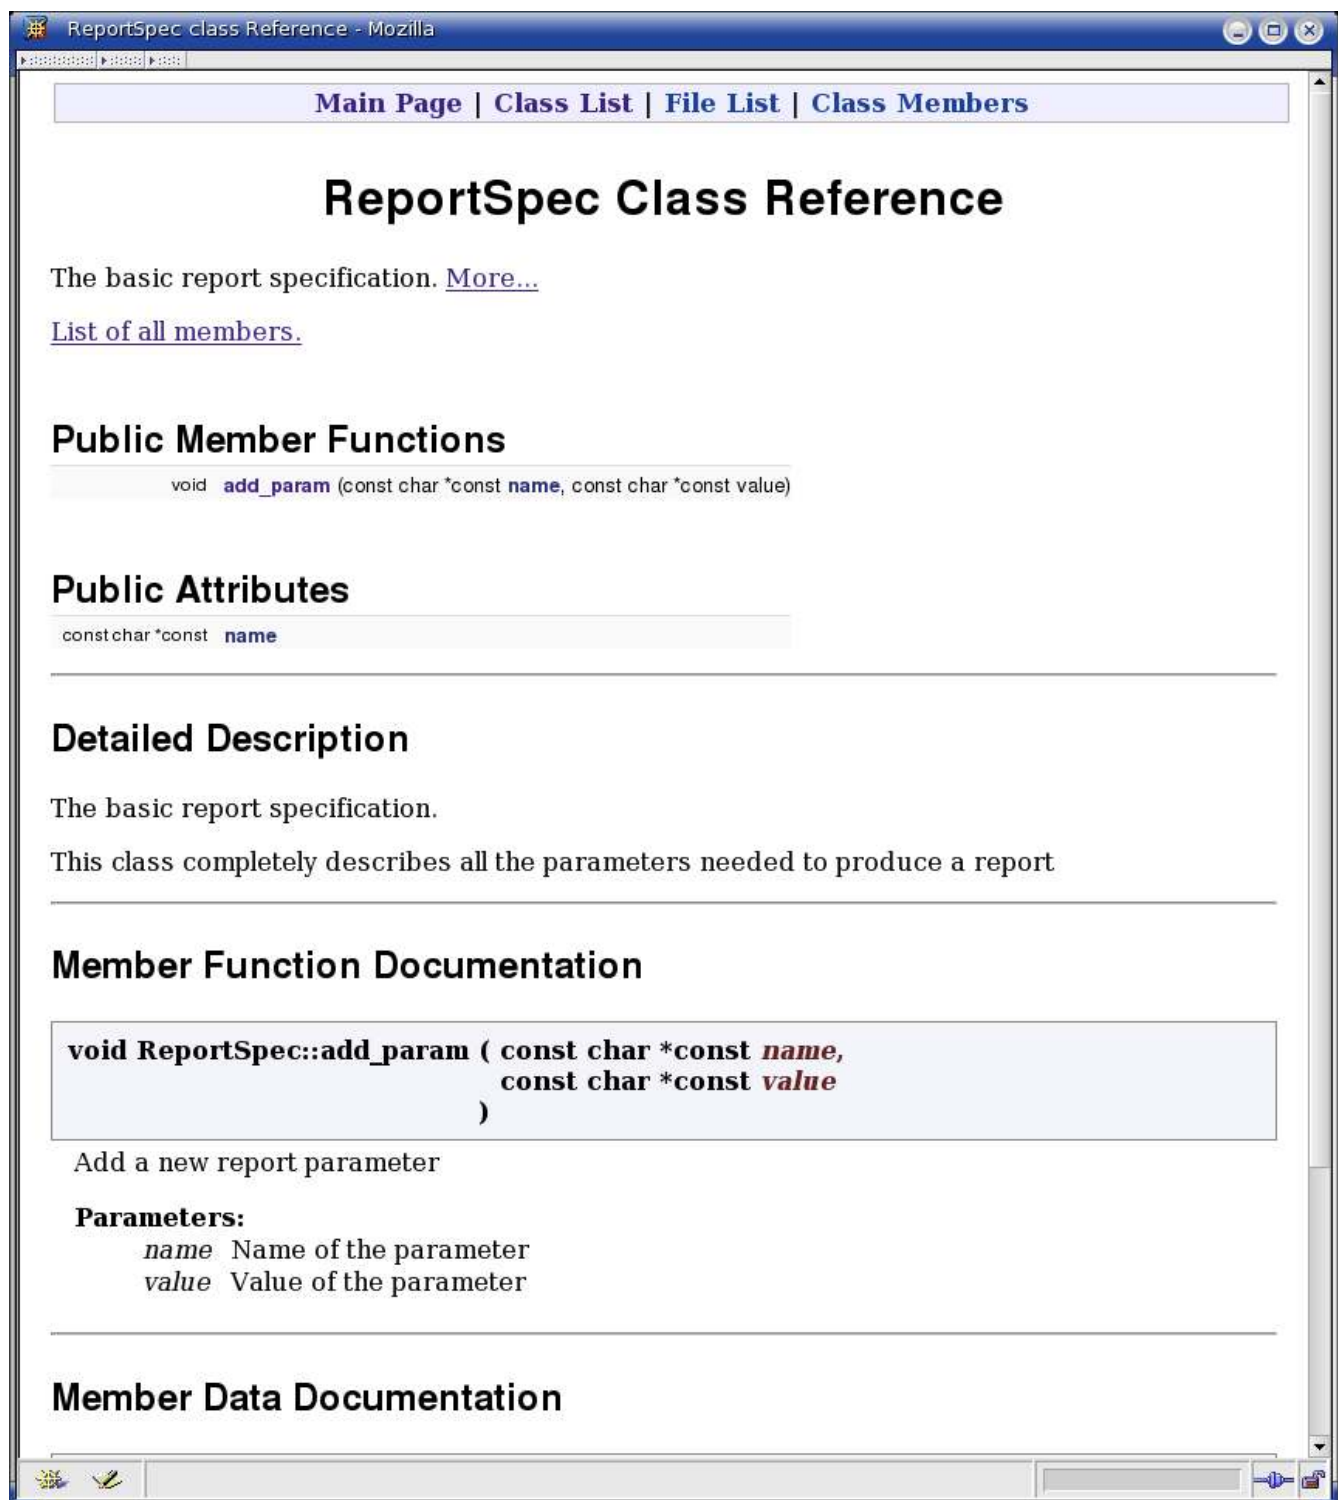 ReportSpec class Reference - Mozilla
Main Page | Class List | File List | Class Members
ReportSpec Class Reference
The basic report specification. More...
List of all members.
Public Member Functions
void add_param (const char *const name, const char *const value)
Public Attributes
const char *const name
Detailed Description
The basic report specification.
This class completely describes all the parameters needed to produce a report
Member Function Documentation
void ReportSpec::add_param ( const char *const name,
const char *const value
)
Add a new report parameter
Parameters:
name Name of the parameter
value Value of the parameter
Member Data Documentation